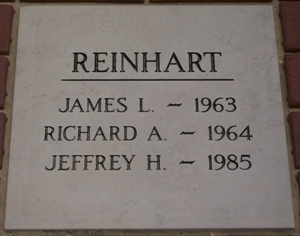 REINHART
JAMES L. – 1963
RICHARD A. – 1964
JEFFREY H. – 1985